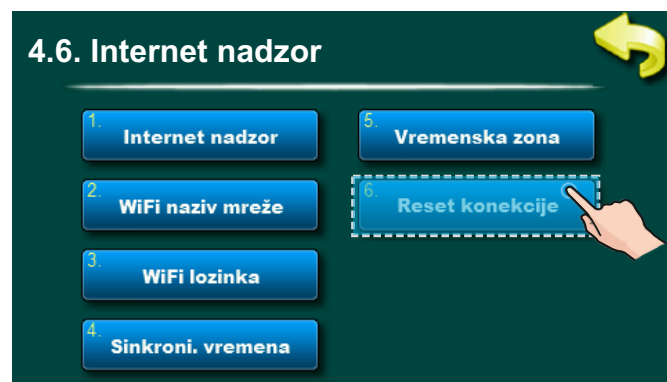 4.6. Internet nadzor
1. Internet nadzor
2. WiFi naziv mreže
3. WiFi lozinka
4. Sinkroni. vremena
5. Vremenska zona
6. Reset konekcije